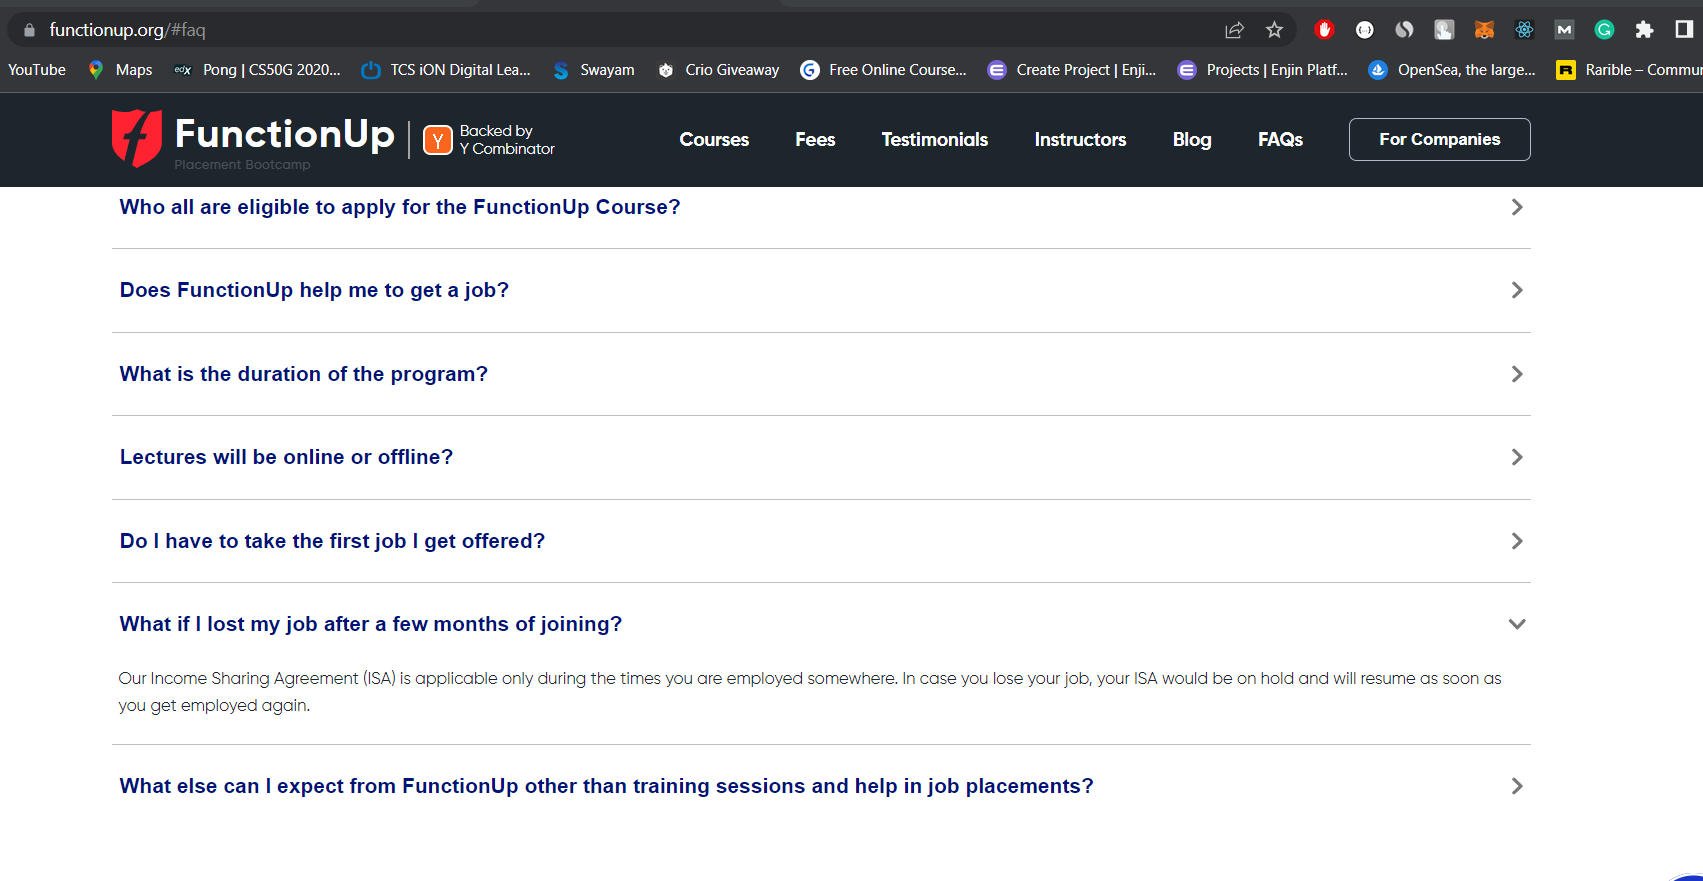 functionup.org/#faq
YouTube Maps edX Pong | CS50G 2020... TCS iON Digital Lea... Swayam Crio Giveaway Free Online Course... Create Project | Enji... Projects | Enjin Platf... OpenSea, the large... Rarible – Commun
FunctionUp
Placement Bootcamp
Y
Backed by
Y Combinator
Courses Fees Testimonials Instructors Blog FAQs For Companies
Who all are eligible to apply for the FunctionUp Course?
Does FunctionUp help me to get a job?
What is the duration of the program?
Lectures will be online or offline?
Do I have to take the first job I get offered?
What if I lost my job after a few months of joining?
Our Income Sharing Agreement (ISA) is applicable only during the times you are employed somewhere. In case you lose your job, your ISA would be on hold and will resume as soon as
you get employed again.
What else can I expect from FunctionUp other than training sessions and help in job placements?